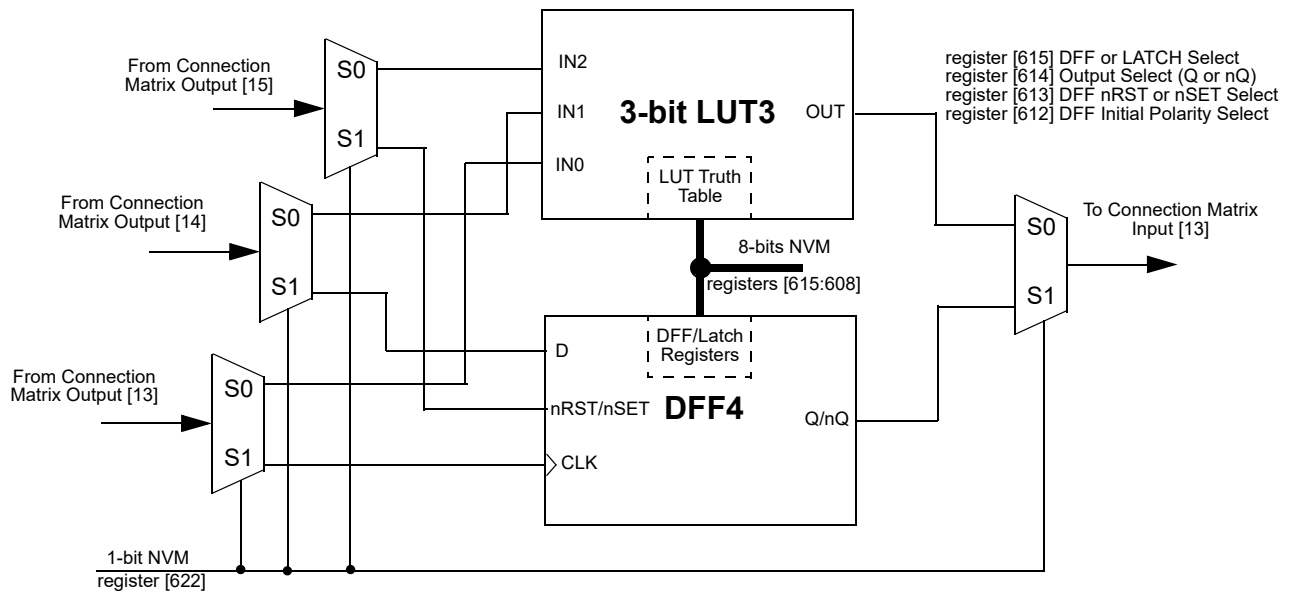 From Connection
Matrix Output [15]
S0
S1
IN2
IN1
IN0
3-bit LUT3
OUT
LUT Truth
Table
register [615] DFF or LATCH Select
register [614] Output Select (Q or nQ)
register [613] DFF nRST or nSET Select
register [612] DFF Initial Polarity Select
From Connection
Matrix Output [14]
S0
S1
8-bits NVM
registers [615:608]
S0
S1
To Connection Matrix
Input [13]
From Connection
Matrix Output [13]
S0
S1
D
nRST/nSET
CLK
DFF/Latch
Registers
DFF4
Q/nQ
1-bit NVM
register [622]